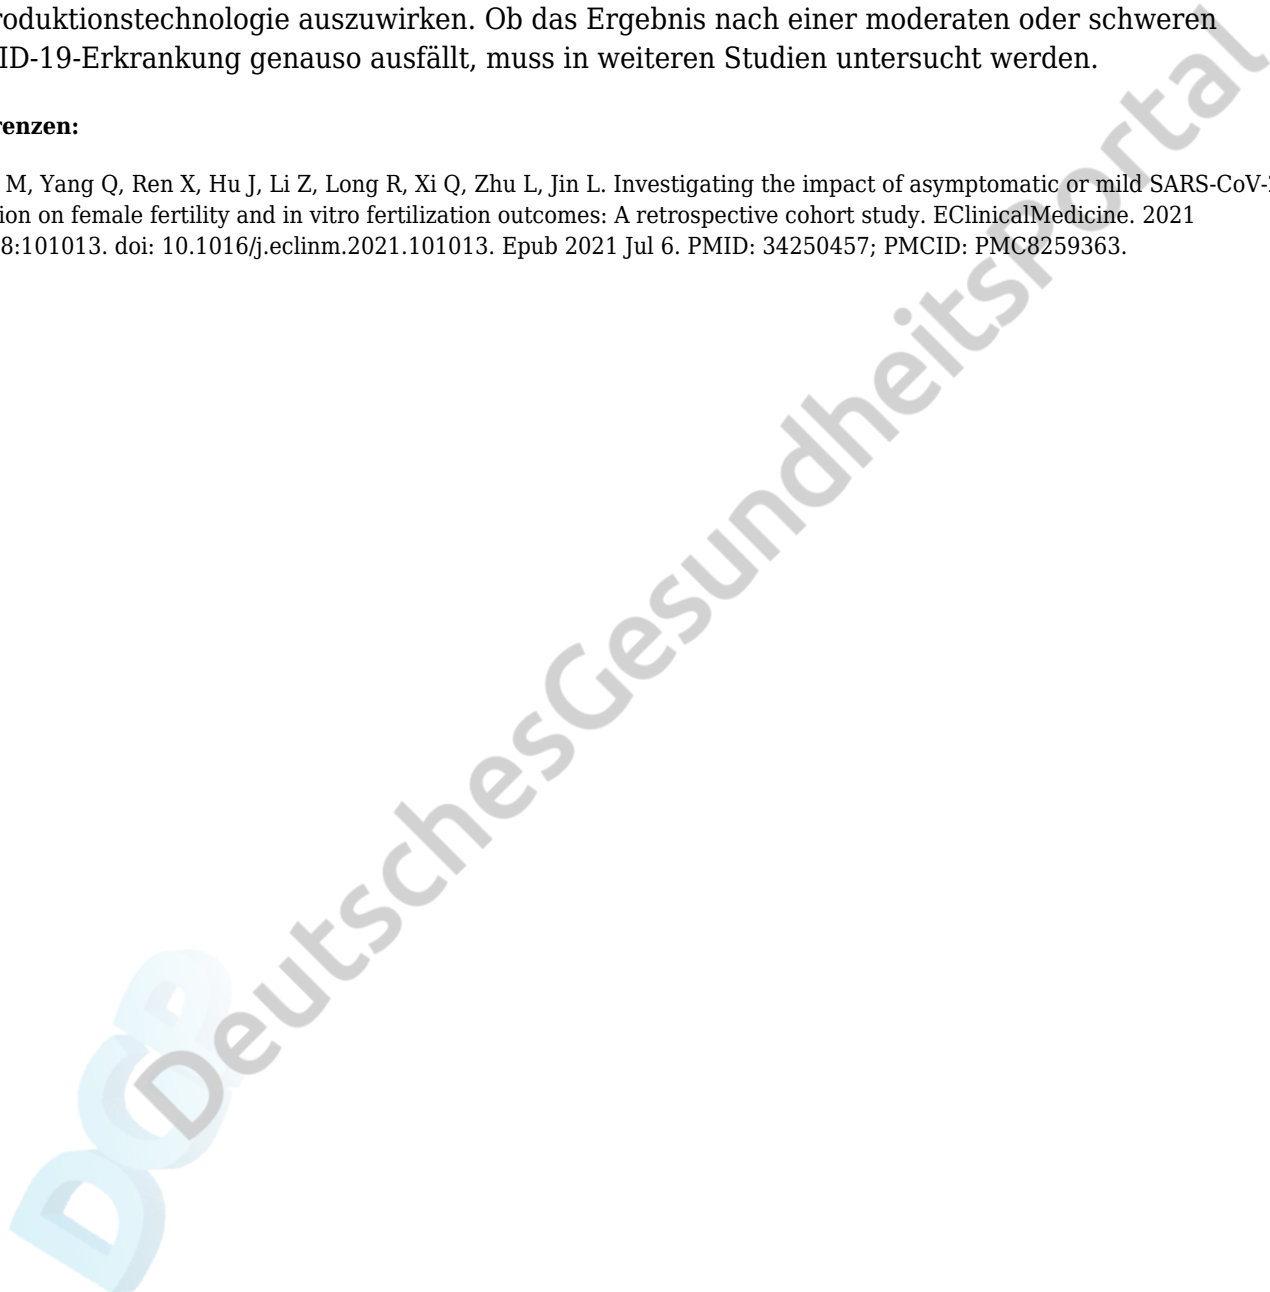 roduktionstechnologie auszuwirken. Ob das Ergebnis nach einer moderaten oder schweren
ID-19-Erkrankung genauso ausfällt, muss in weiteren Studien untersucht werden.
renzen:
M, Yang Q, Ren X, Hu J, Li Z, Long R, Xi Q, Zhu L, Jin L. Investigating the impact of asymptomatic or mild SARS-CoV-2
ion on female fertility and in vitro fertilization outcomes: A retrospective cohort study. EClinicalMedicine. 2021
8:101013. doi: 10.1016/j.eclinm.2021.101013. Epub 2021 Jul 6. PMID: 34250457; PMCID: PMC8259363.
DeutschesGesundheitsPortal
DGP